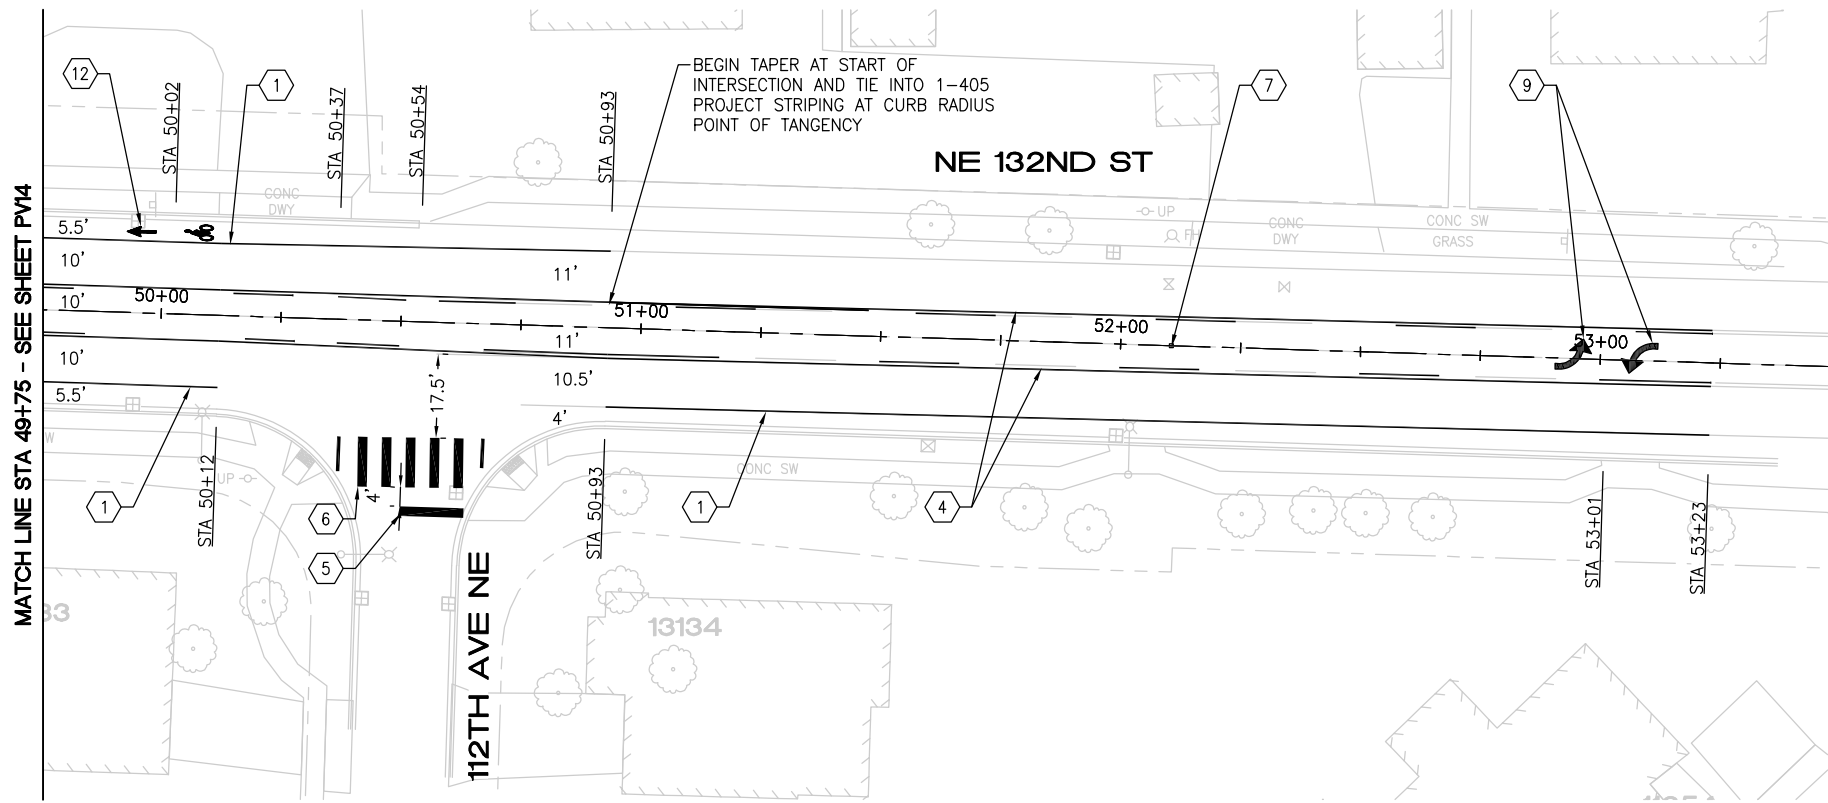 MATCH LINE STA 49+75 - SEE SHEET PV14
12
1
STA 50+02
STA 50+37
STA 50+54
STA 50+93
BEGIN TAPER AT START OF
INTERSECTION AND TIE INTO 1-405
PROJECT STRIPING AT CURB RADIUS
POINT OF TANGENCY
7
9
NE 132ND ST
CONC
DWY
UP
FH
CONC
DWY
CONC SW
GRASS
5.5'
10'
11'
10'
50+00
51+00
52+00
53+00
11'
10'
10.5'
5.5'
17.5'
4'
W
UP
STA 50+12
1
6
4'
5
STA 50+93
CONC SW
1
4
STA 53+01
STA 53+23
112TH AVE NE
33
13134